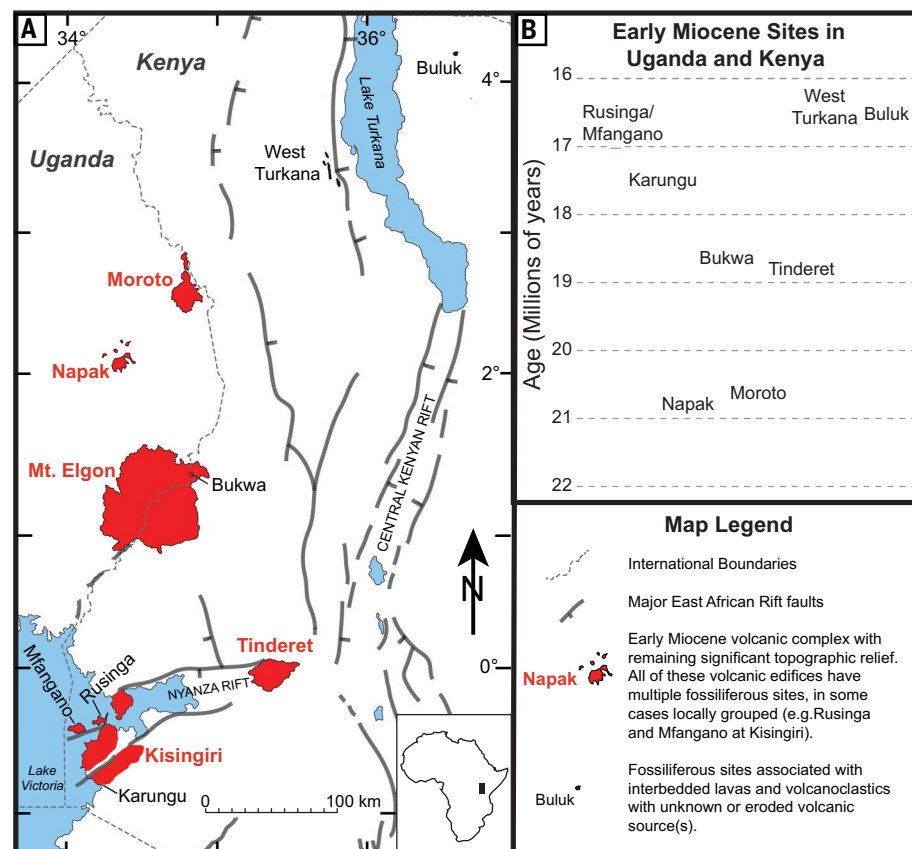 A
34°
36°
Kenya
Buluk
4°
Lake Turkana
Uganda
West
Turkana
Moroto
Napak
2°
Mt. Elgon
Bukwa
CENTRAL KENYAN RIFT
N
Tinderet
0°
Mfangano
Rusinga
NYANZA RIFT
Kisingiri
Lake
Victoria
Karungu
0
100 km
B
Early Miocene Sites in
Uganda and Kenya
Age (Millions of years)
16
West
Turkana
Buluk
Rusinga/
Mfangano
17
Karungu
18
Bukwa
Tinderet
19
20
Moroto
Napak
21
22
Map Legend
International Boundaries
Major East African Rift faults
Napak
Early Miocene volcanic complex with
remaining significant topographic relief.
All of these volcanic edifices have
multiple fossiliferous sites, in some
cases locally grouped (e.g.Rusinga
and Mfangano at Kisingiri).
Buluk
Fossiliferous sites associated with
interbedded lavas and volcanoclastics
with unknown or eroded volcanic
source(s).